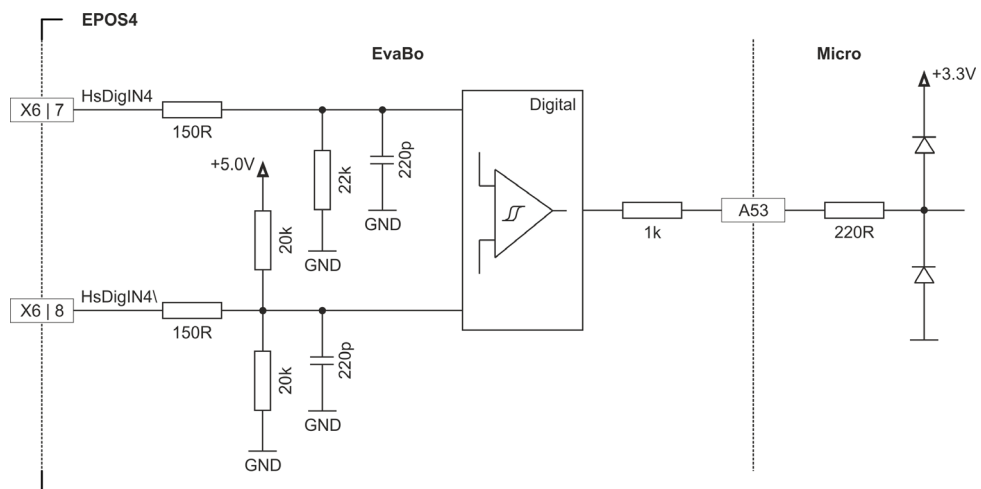 EPOS4
EvaBo
Micro
+3.3V
X6 | 7
HsDigIN4
150R
22k
220p
GND
GND
Digital
+5.0V
20k
1k
A53
220R
X6 | 8
HsDigIN4\
150R
20k
220p
GND
GND